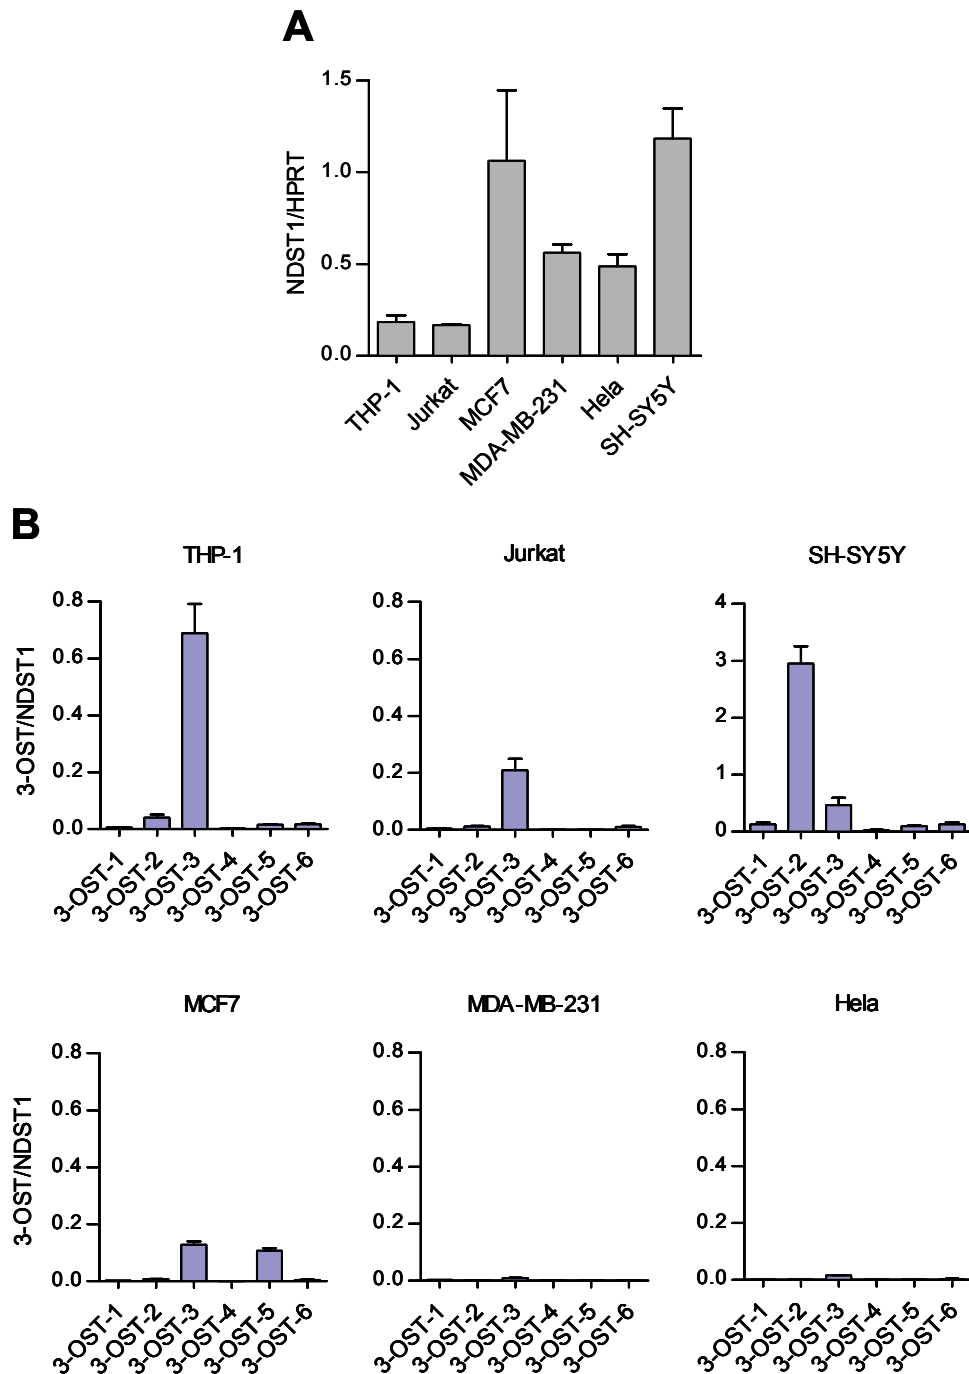 A
NDST1/HPRT
1.5
1.0
0.5
0.0
THP-1
Jurkat
MCF7
MDA-MB-231
Hela
SH-SY5Y
B
THP-1
3-OST/NDST1
0.8
0.6
0.4
0.2
0.0
3-OST-1
3-OST-2
3-OST-3
3-OST-4
3-OST-5
3-OST-6
Jurkat
0.8
0.6
0.4
0.2
0.0
3-OST-1
3-OST-2
3-OST-3
3-OST-4
3-OST-5
3-OST-6
SH-SY5Y
4
3
2
1
0
3-OST-1
3-OST-2
3-OST-3
3-OST-4
3-OST-5
3-OST-6
MCF7
3-OST/NDST1
0.8
0.6
0.4
0.2
0.0
3-OST-1
3-OST-2
3-OST-3
3-OST-4
3-OST-5
3-OST-6
MDA-MB-231
0.8
0.6
0.4
0.2
0.0
3-OST-1
3-OST-2
3-OST-3
3-OST-4
3-OST-5
3-OST-6
Hela
0.8
0.6
0.4
0.2
0.0
3-OST-1
3-OST-2
3-OST-3
3-OST-4
3-OST-5
3-OST-6